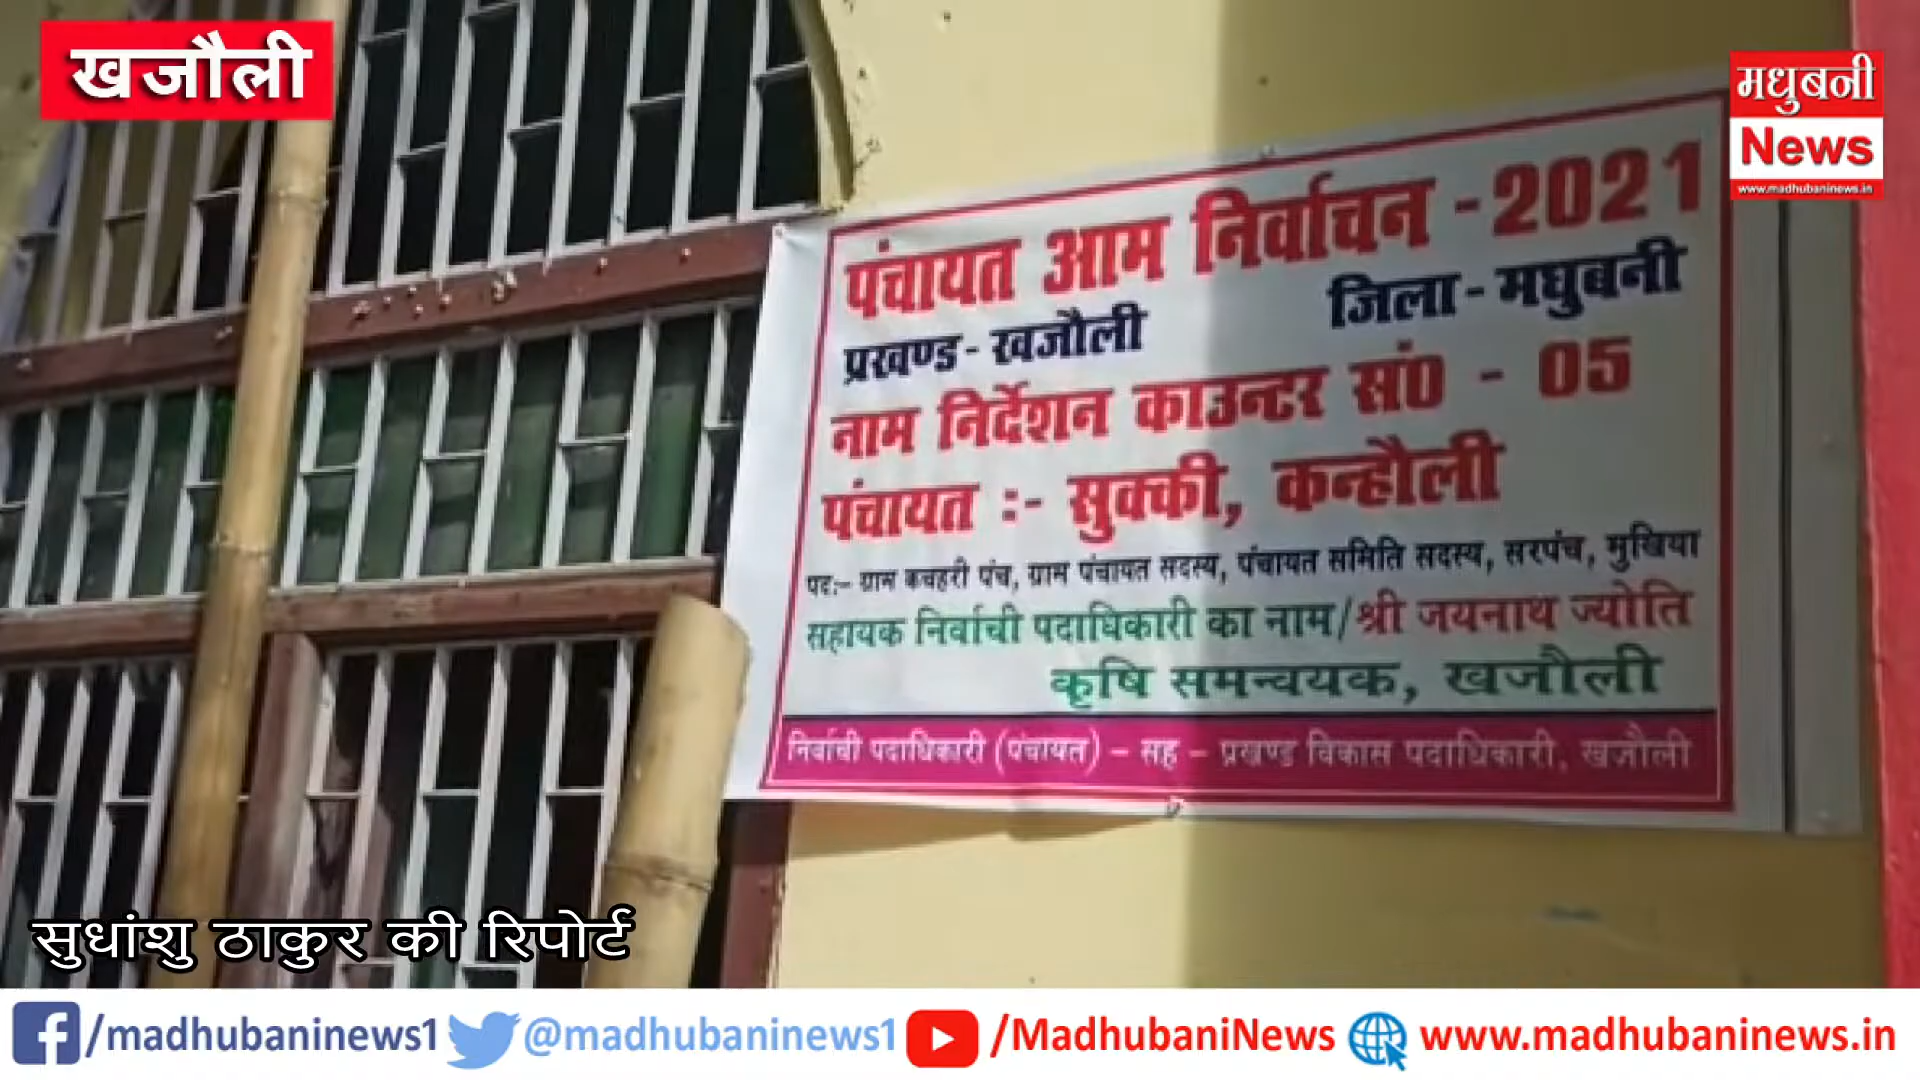 खजौली
मधुबनी
News
www.madhubaninews.in
पंचायत आम निर्वाचन - 2021
प्रखण्ड - खजौली जिला - मघुबनी
नाम निर्देशन काउन्टर सं0 - 05
पंचायत :- सुक्की, कन्हौली
पद:- ग्राम कचहरी पंच, ग्राम पंचायत सदस्य, पंचायत समिति सदस्य, सरपंच, मुखिया
सहायक निर्वाची पदाधिकारी का नाम/श्री जयनाथ ज्योति
कृषि समन्वयक, खजौली
निर्वाची पदाधिकारी (पंचायत) - सह - प्रखण्ड विकास पदाधिकारी, खजौली
सुधांशु ठाकुर की रिपोर्ट
/madhubaninews1 @madhubaninews1 /MadhubaniNews www.madhubaninews.in